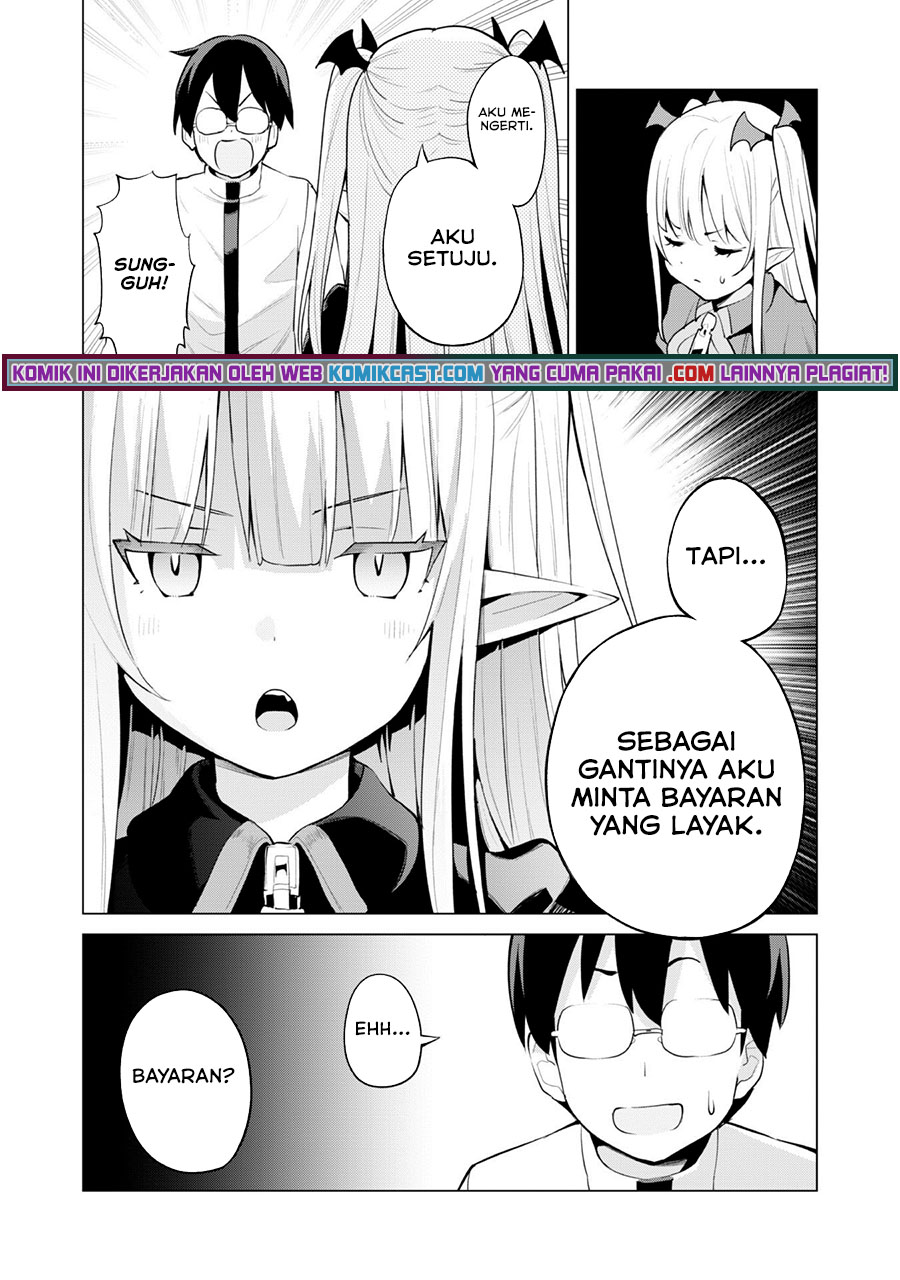 AKU ME-
NGERTI.
AKU
SETUJU.
SUNG-
GUH!
KOMIK INI DIKERJAKAN OLEH WEB KOMIKCAST.COM YANG CUMA PAKAI .COM LAINNYA PLAGIAT!
TAPI...
SEBAGAI
GANTINYA AKU
MINTA BAYARAN
YANG LAYAK.
EHH...
BAYARAN?